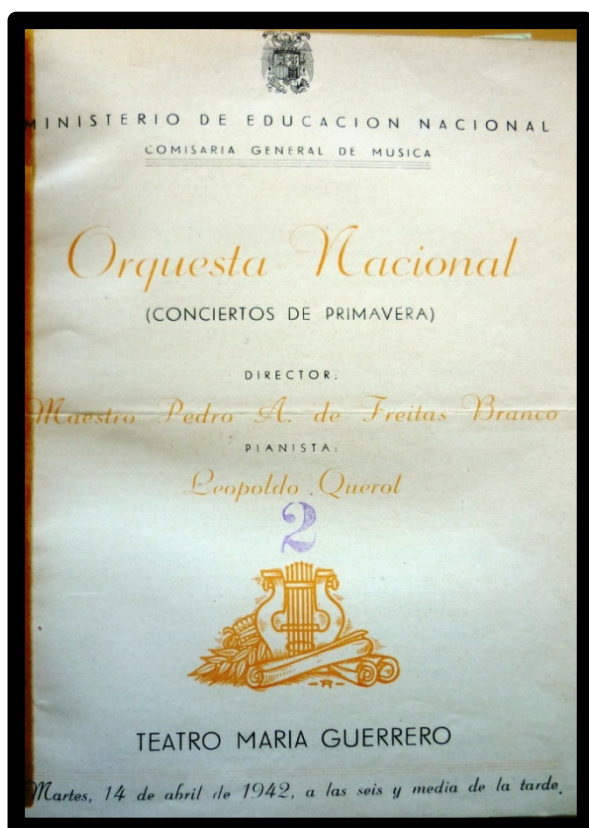 MINISTERIO DE EDUCACION NACIONAL
COMISARIA GENERAL DE MUSICA
Orquesta Nacional
(CONCIERTOS DE PRIMAVERA)
DIRECTOR:
Maestro Pedro A. de Freitas Branco
PIANISTA:
Leopoldo Querol
2
-R-
TEATRO MARIA GUERRERO
Martes, 14 de abril de 1942, a las seis y media de la tarde.